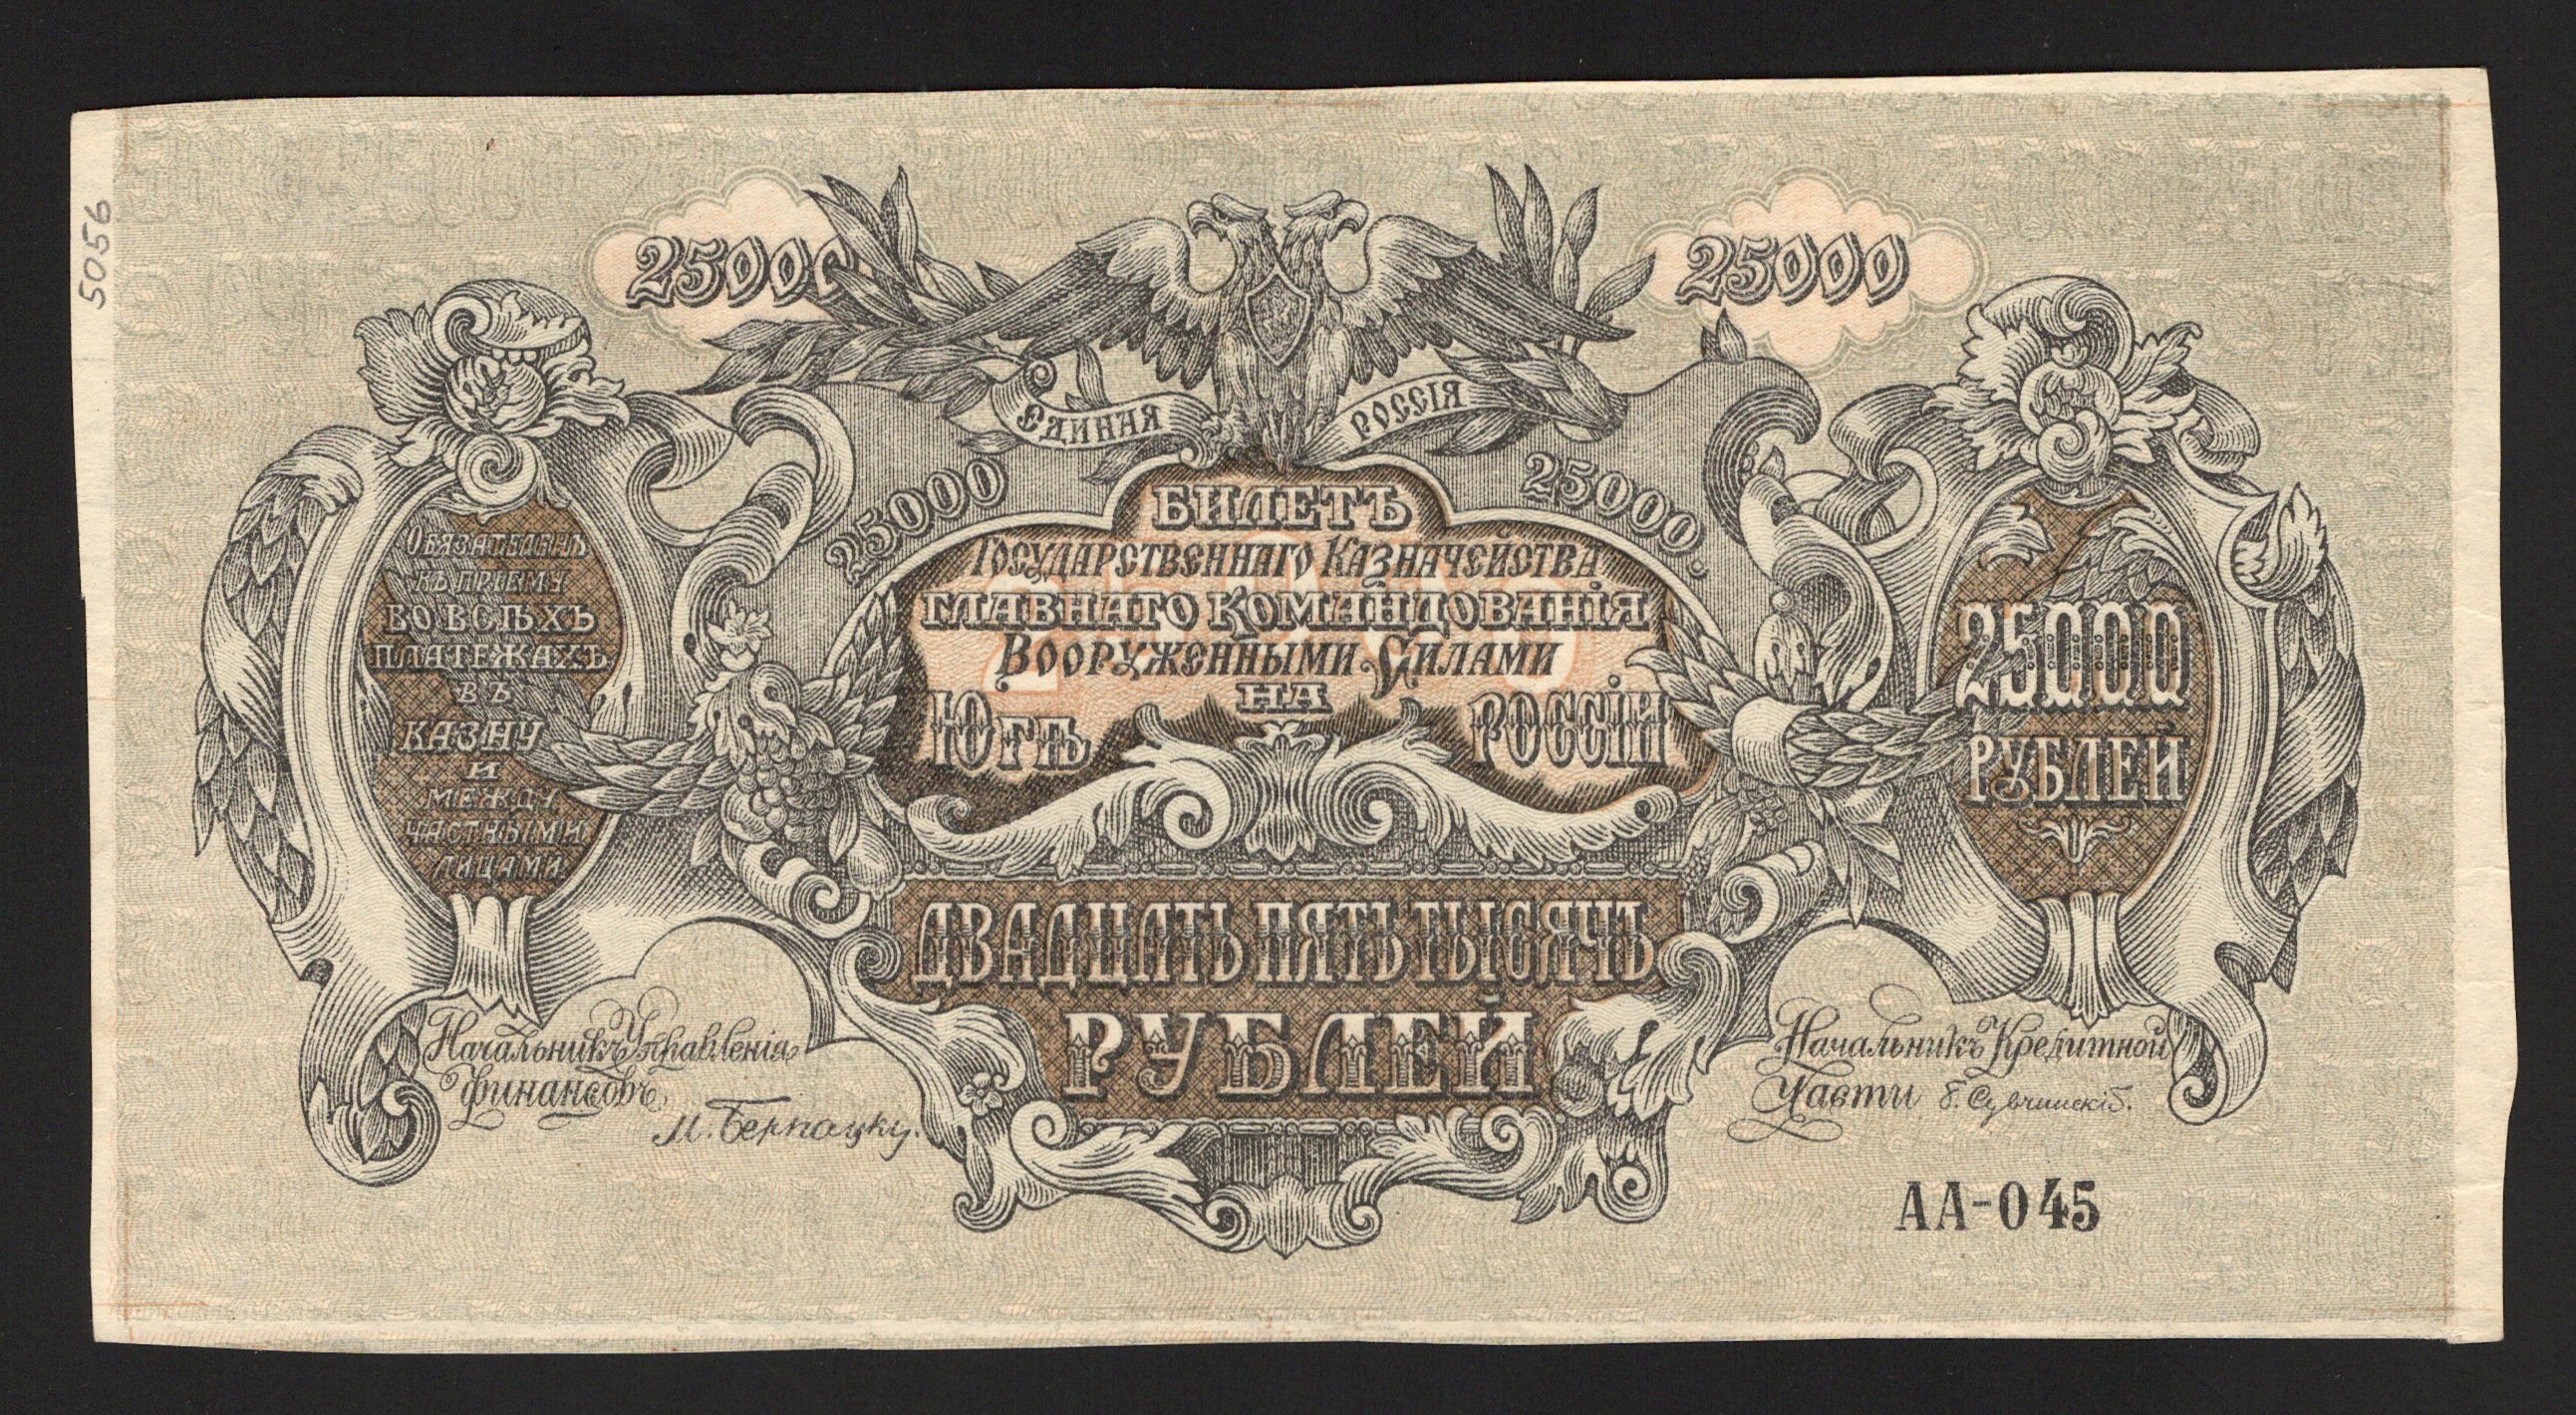 5056
25000
25000
ЕДИНАЯ РОССІЯ
25000
25000
БИЛЕТЪ
ГОСУДАРСТВЕННАГО КАЗНАЧЕЙСТВА
ГЛАВНАГО КОМАНДОВАНІЯ
ВООРУЖЕННЫМИ СИЛАМИ
НА
ЮГѢ РОССІИ
ОБЯЗАТЕЛЕНЪ
КЪ ПРІЕМУ
ВО ВСѢХЪ
ПЛАТЕЖАХЪ
ВЪ
КАЗНУ
И
МЕЖДУ
ЧАСТНЫМИ
ЛИЦАМИ.
25000
РУБЛЕЙ
ДВАДЦАТЬ ПЯТЬ ТЫСЯЧЪ
РУБЛЕЙ
Начальникъ Управленія
Финансовъ
М. Бернацкій.
Начальникъ Кредитной
Части Е. Сувчинскій.
АА-045